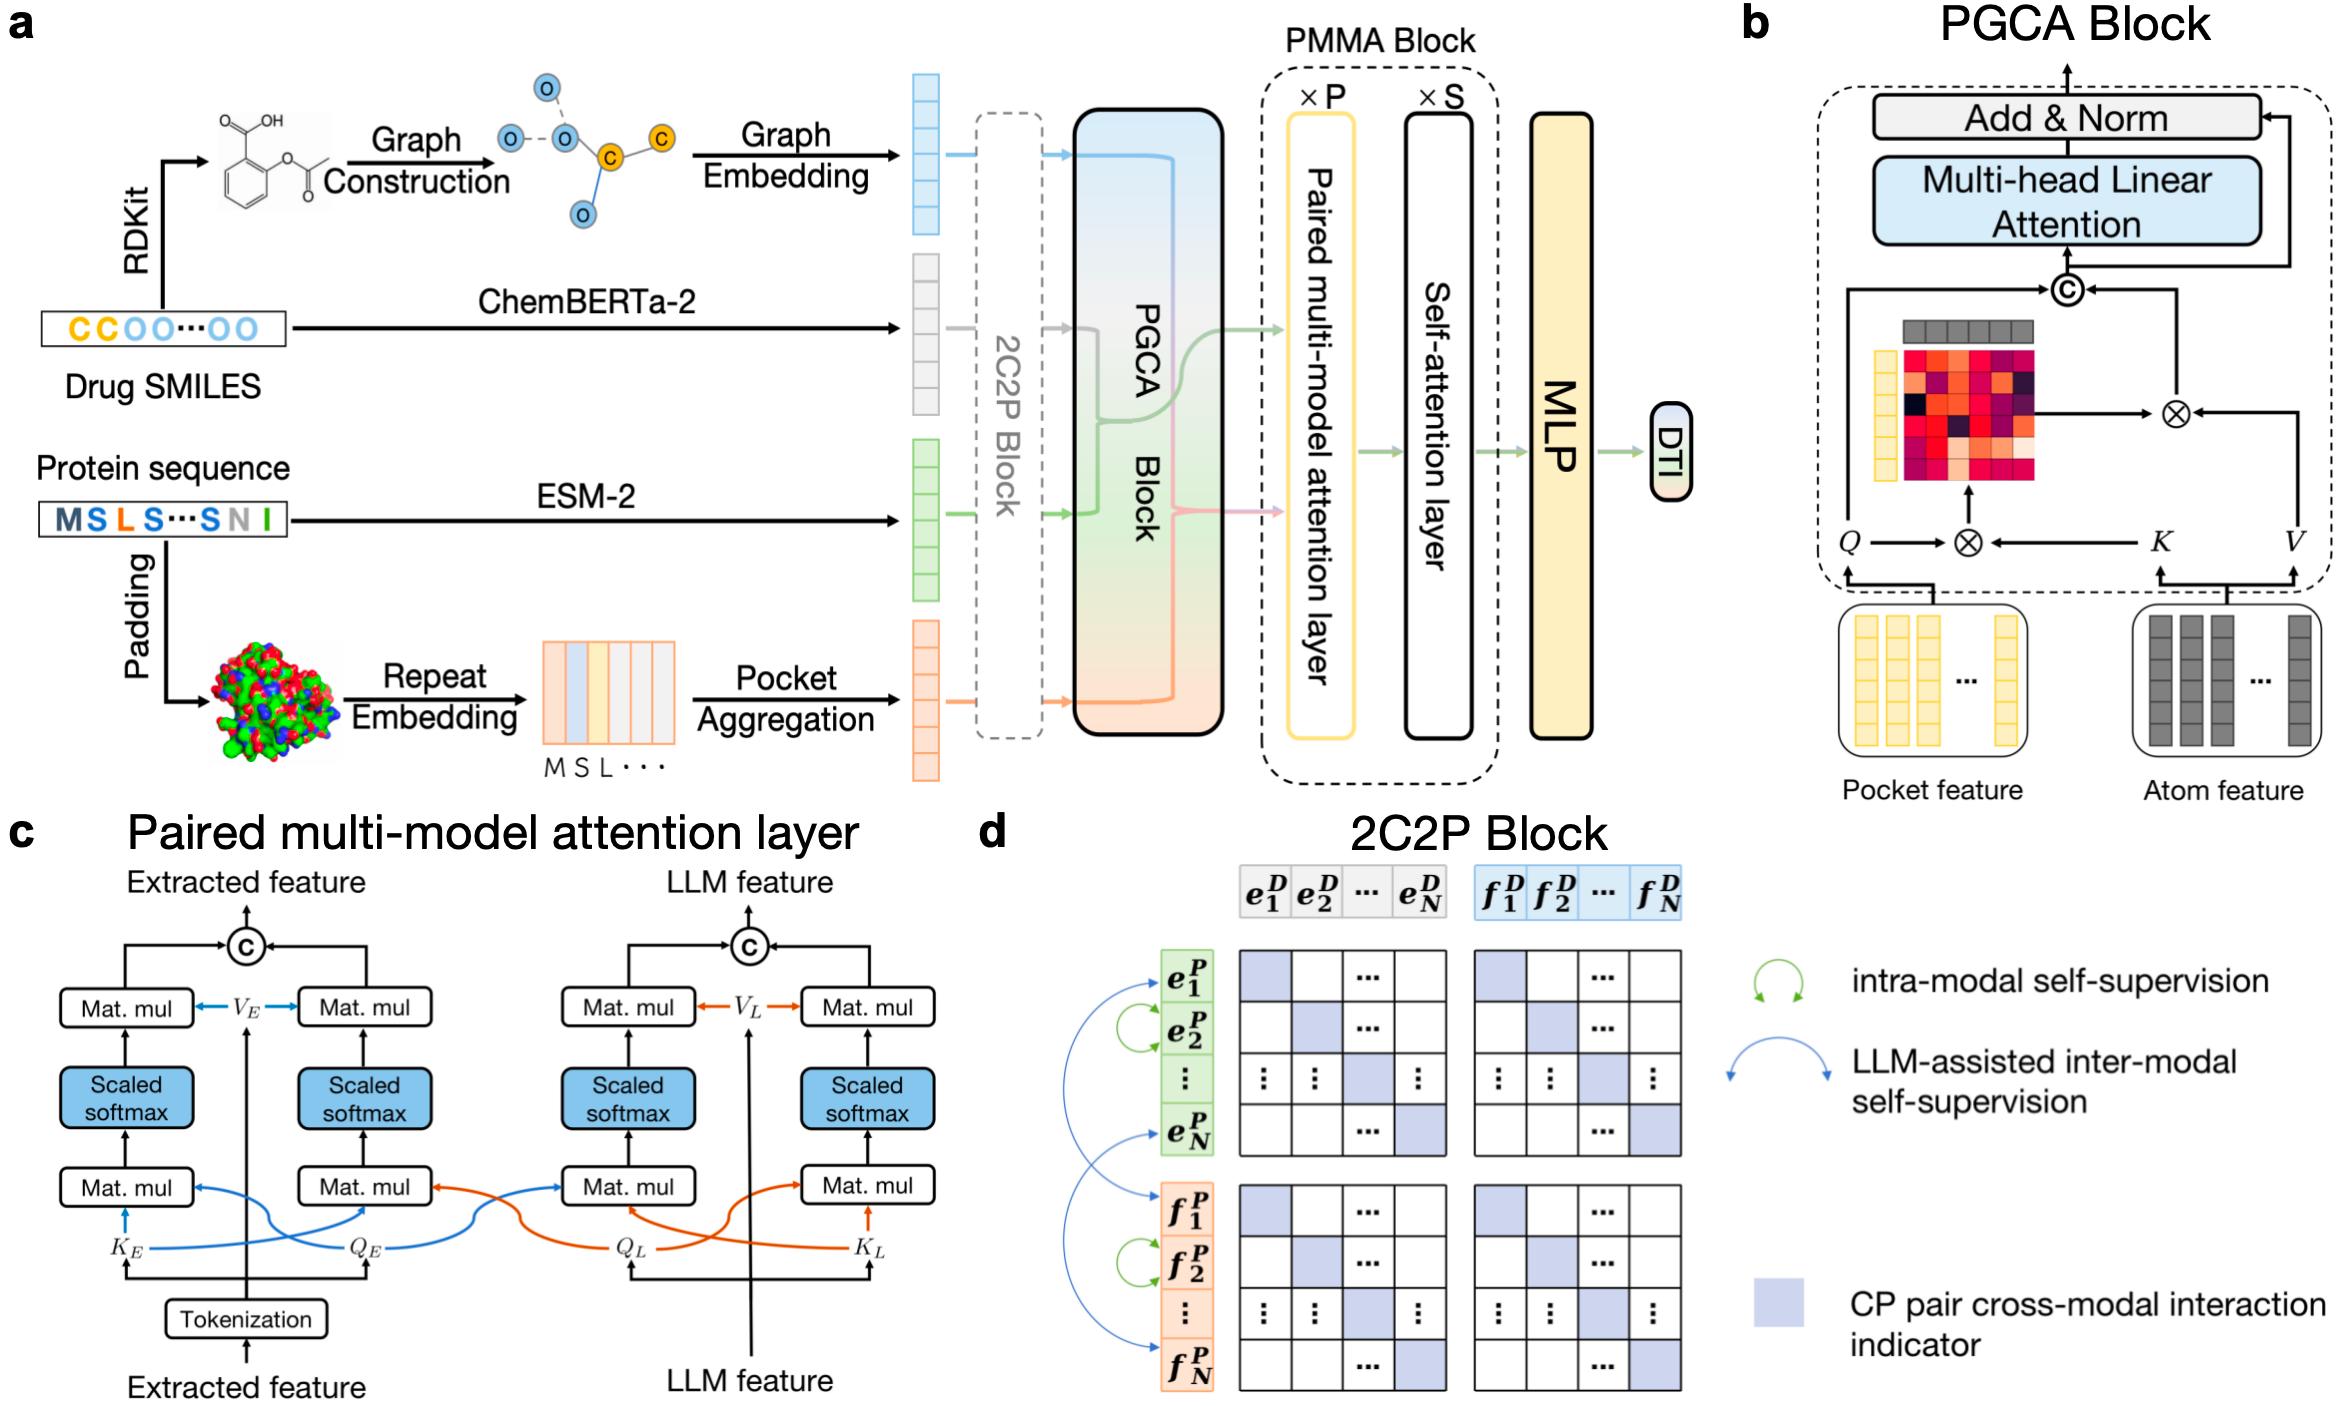 a
PMMA Block
× P
× S
RDKit
O
OH
O
O
Graph
Construction
O
O
O
C
C
O
Graph
Embedding
CCOO···OO
Drug SMILES
ChemBERTa-2
Protein sequence
MSLS···SNI
ESM-2
Padding
Repeat
Embedding
M S L · · ·
Pocket
Aggregation
2C2P Block
PGCA Block
Paired multi-model attention layer
Self-attention layer
MLP
DTI
b
PGCA Block
Add & Norm
Multi-head Linear
Attention
C
Q
K
V
...
...
Pocket feature
Atom feature
c
Paired multi-model attention layer
Extracted feature
LLM feature
C
C
Mat. mul
V_E
Mat. mul
Mat. mul
V_L
Mat. mul
Scaled
softmax
Scaled
softmax
Scaled
softmax
Scaled
softmax
Mat. mul
Mat. mul
Mat. mul
Mat. mul
K_E
Q_E
Q_L
K_L
Tokenization
Extracted feature
LLM feature
d
2C2P Block
e_1^D e_2^D ... e_N^D
f_1^D f_2^D ... f_N^D
e_1^P ... ...
e_2^P ... ...
⋮ ⋮ ⋮ ⋮ ⋮ ⋮ ⋮
e_N^P ... ...
f_1^P ... ...
f_2^P ... ...
⋮ ⋮ ⋮ ⋮ ⋮ ⋮ ⋮
f_N^P ... ...
intra-modal self-supervision
LLM-assisted inter-modal
self-supervision
CP pair cross-modal interaction
indicator